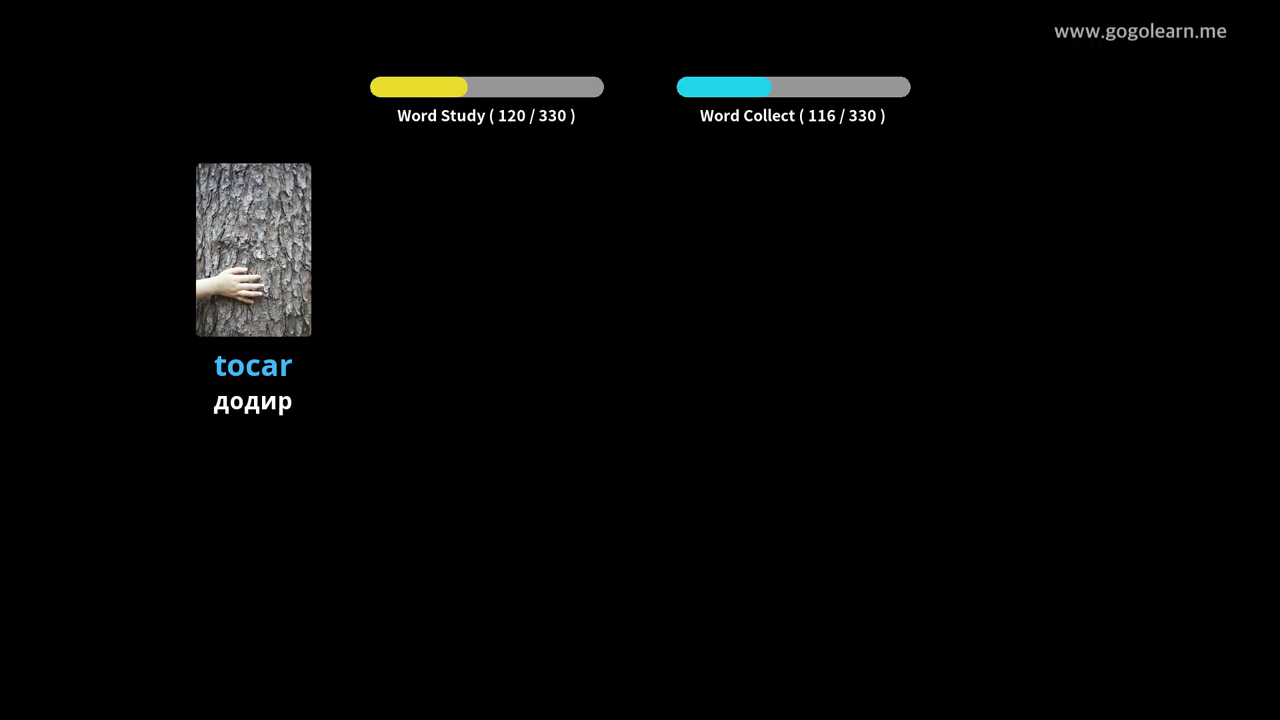 www.gogolearn.me
Word Study ( 120 / 330 )
Word Collect ( 116 / 330 )
tocar
додир